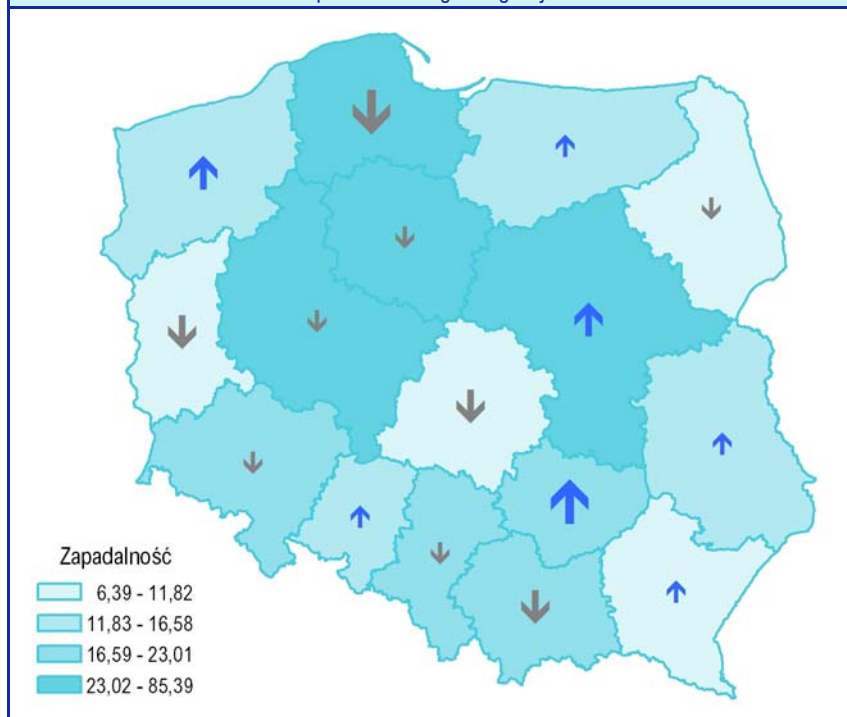 Zapadalność
6,39 - 11,82
11,83 - 16,58
16,59 - 23,01
23,02 - 85,39